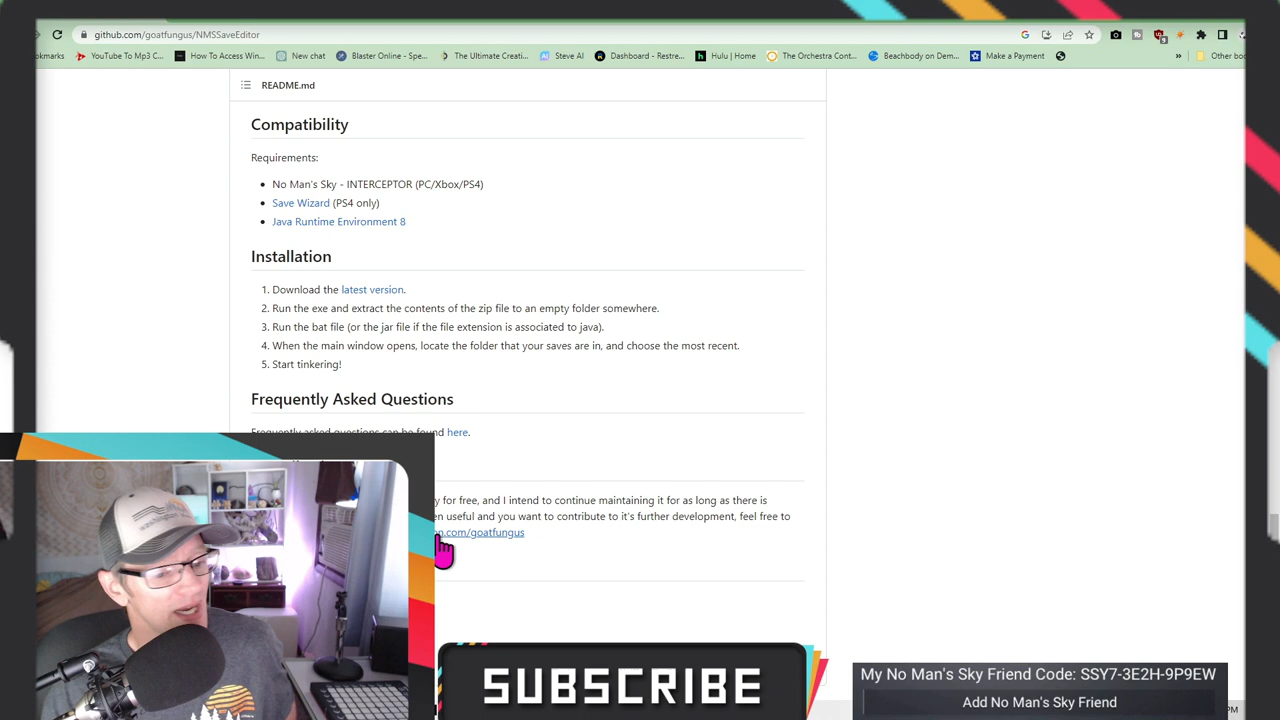 github.com/goatfungus/NMSSaveEditor
okmarks YouTube To Mp3 C... How To Access Win... New chat Blaster Online - Spe... The Ultimate Creati... Steve AI Dashboard - Restre... Hulu | Home The Orchestra Cont... Beachbody on Dem... Make a Payment » Other boo
README.md
Compatibility
Requirements:
No Man's Sky - INTERCEPTOR (PC/Xbox/PS4)
Save Wizard (PS4 only)
Java Runtime Environment 8
Installation
1. Download the latest version.
2. Run the exe and extract the contents of the zip file to an empty folder somewhere.
3. Run the bat file (or the jar file if the file extension is associated to java).
4. When the main window opens, locate the folder that your saves are in, and choose the most recent.
5. Start tinkering!
Frequently Asked Questions
Frequently asked questions can be found here.
y for free, and I intend to continue maintaining it for as long as there is
en useful and you want to contribute to it's further development, feel free to
n.com/goatfungus
SUBSCRIBE
My No Man's Sky Friend Code: SSY7-3E2H-9P9EW
Add No Man's Sky Friend
PM